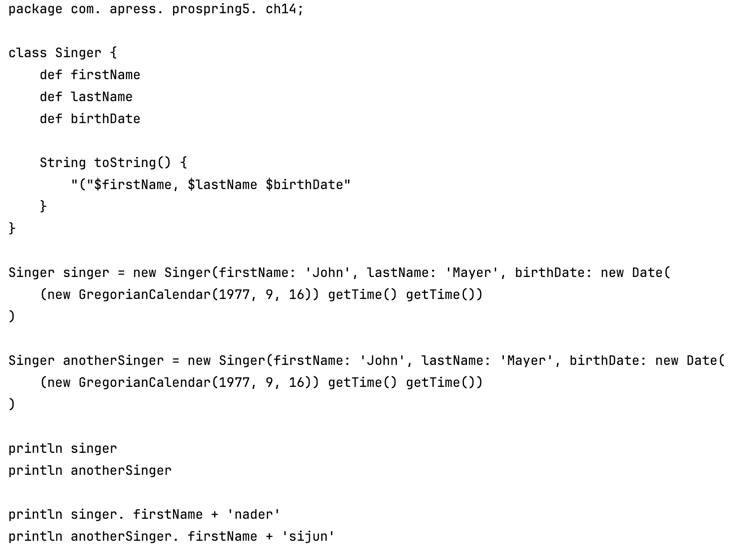 package com. apress. prospring5. ch14;
class Singer {
def firstName
def lastName
def birthDate
String toString() {
"("$firstName, $lastName $birthDate"
}
}
Singer singer = new Singer(firstName: 'John', lastName: 'Mayer', birthDate: new Date(
(new GregorianCalendar(1977, 9, 16)) getTime() getTime())
)
Singer anotherSinger = new Singer(firstName: 'John', lastName: 'Mayer', birthDate: new Date(
(new GregorianCalendar(1977, 9, 16)) getTime() getTime())
)
println singer
println anotherSinger
println singer. firstName + 'nader'
println anotherSinger. firstName + 'sijun'